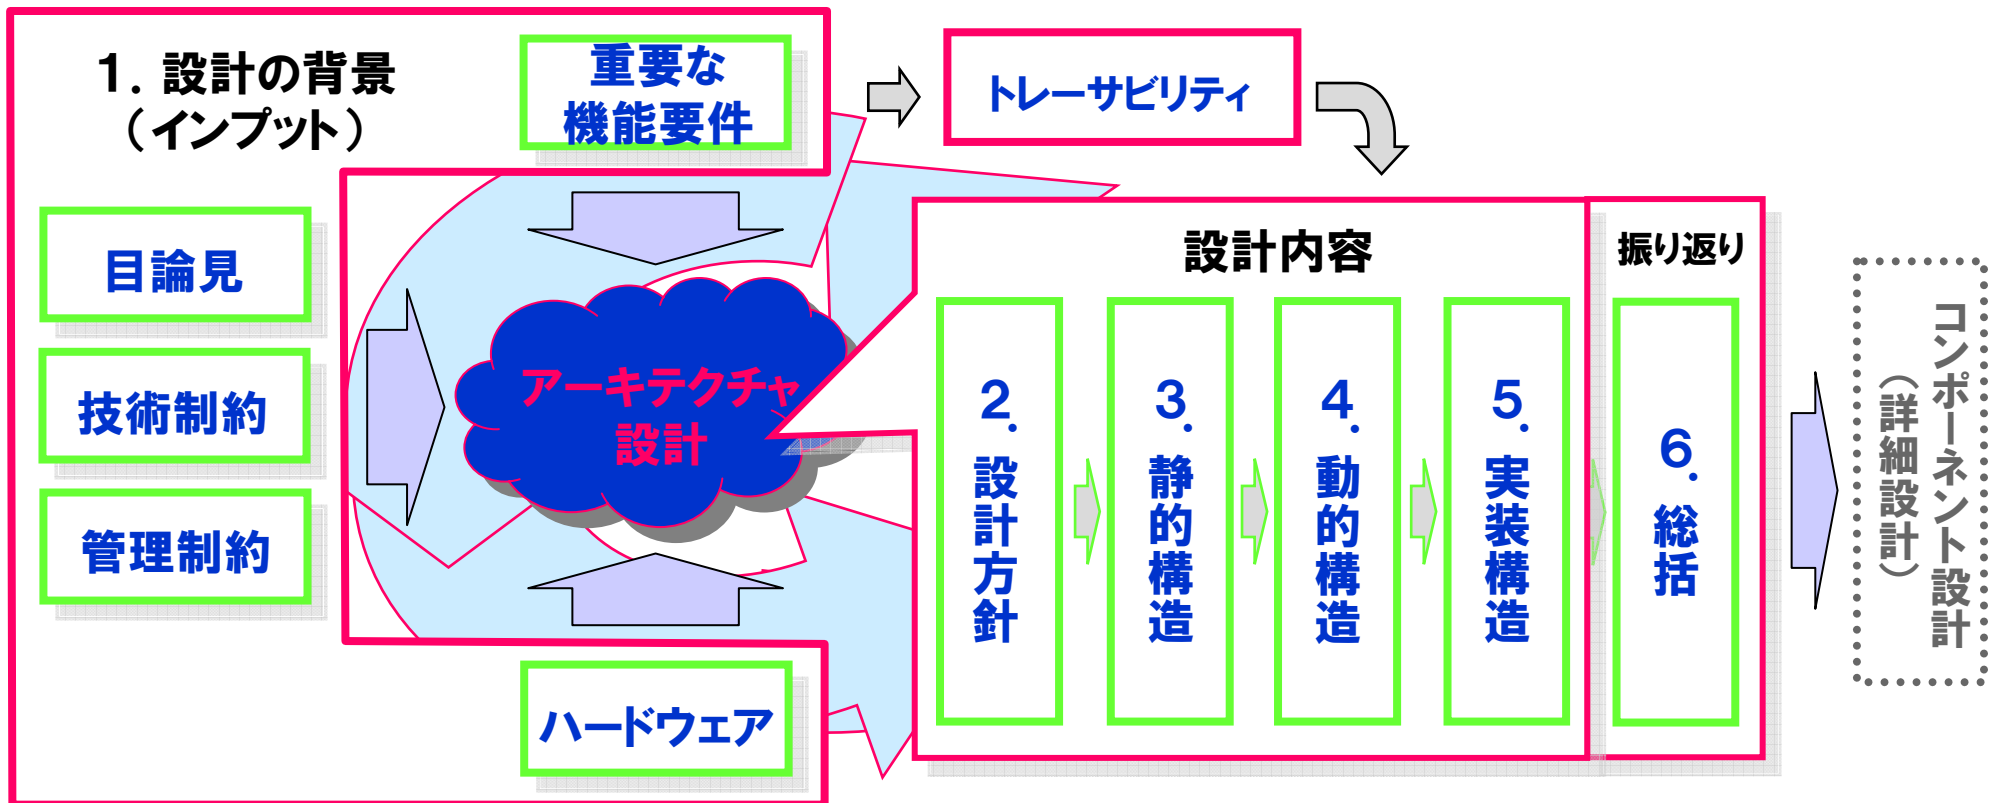 1．設計の背景
（インプット）
重要な
機能要件
目論見
技術制約
管理制約
ハードウェア
アーキテクチャ
設計
トレーサビリティ
設計内容
2．設計方針
3．静的構造
4．動的構造
5．実装構造
振り返り
6．総括
コンポーネント設計
（詳細設計）